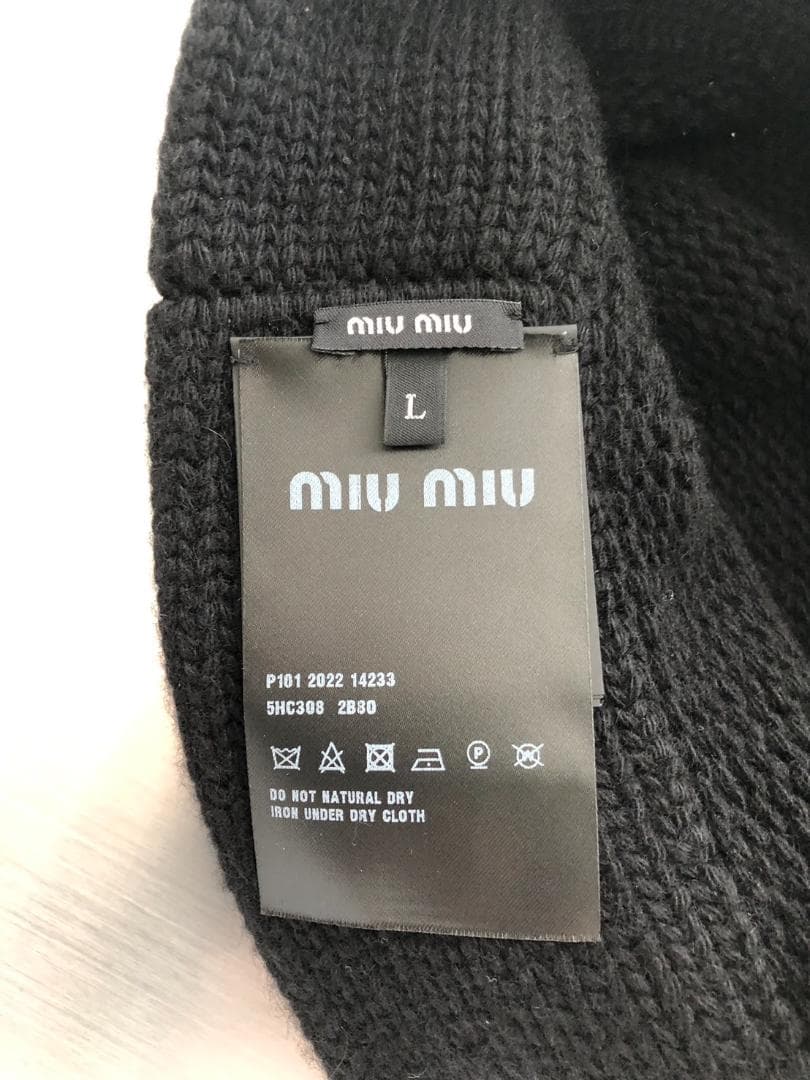 miu miu
L
miu miu
P101 2022 14233
5HC308 2B80
P W
DO NOT NATURAL DRY
IRON UNDER DRY CLOTH